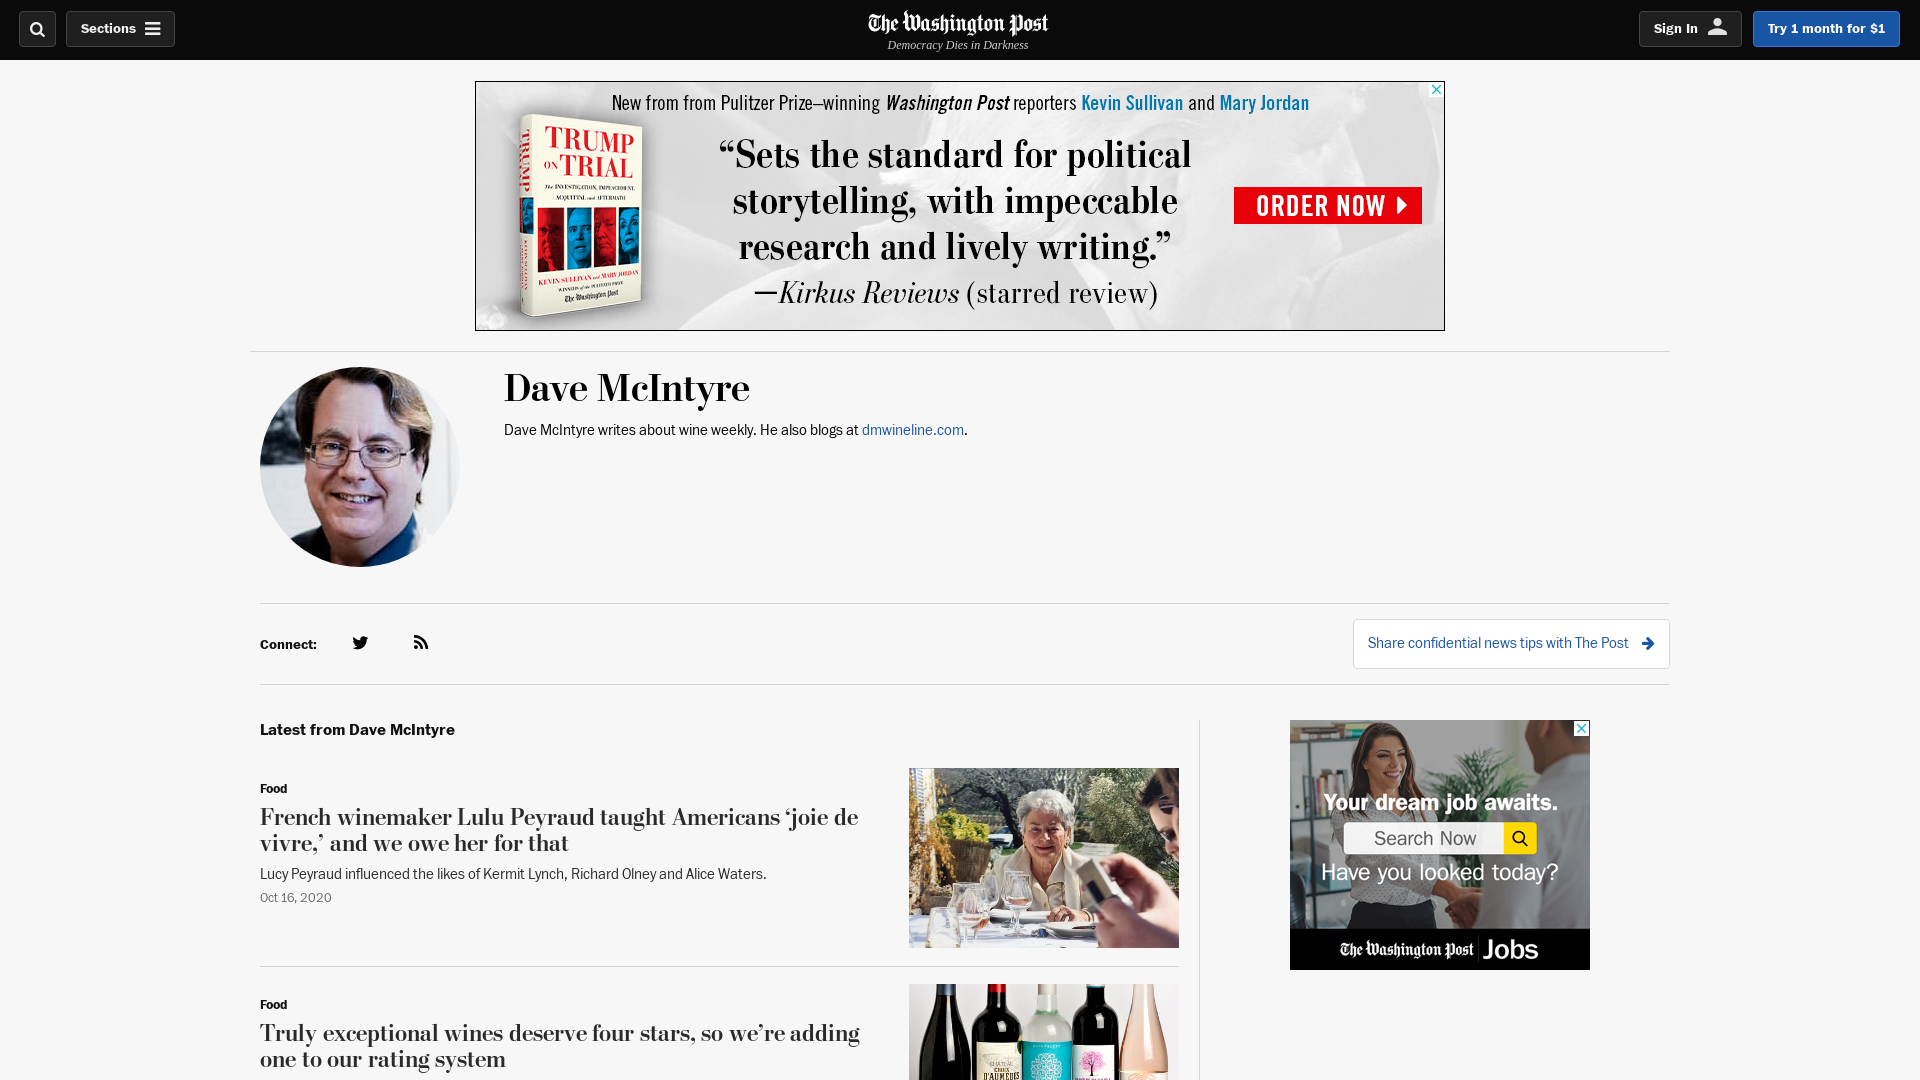 Sections
The Washington Post
Democracy Dies in Darkness
Sign In
Try 1 month for $1
New from from Pulitzer Prize–winning Washington Post reporters Kevin Sullivan and Mary Jordan
TRUMP
ON TRIAL
The INVESTIGATION, IMPEACHMENT,
ACQUITTAL and AFTERMATH
KEVIN SULLIVAN and MARY JORDAN
WINNERS of the PULITZER PRIZE
The Washington Post
TRUMP
“Sets the standard for political
storytelling, with impeccable
research and lively writing.”
—Kirkus Reviews (starred review)
ORDER NOW
Dave McIntyre
Dave McIntyre writes about wine weekly. He also blogs at dmwineline.com.
Connect:
Share confidential news tips with The Post
Latest from Dave McIntyre
Food
French winemaker Lulu Peyraud taught Americans ‘joie de
vivre,’ and we owe her for that
Lucy Peyraud influenced the likes of Kermit Lynch, Richard Olney and Alice Waters.
Oct 16, 2020
Food
Truly exceptional wines deserve four stars, so we’re adding
one to our rating system
Your dream job awaits.
Search Now
Have you looked today?
The Washington Post Jobs